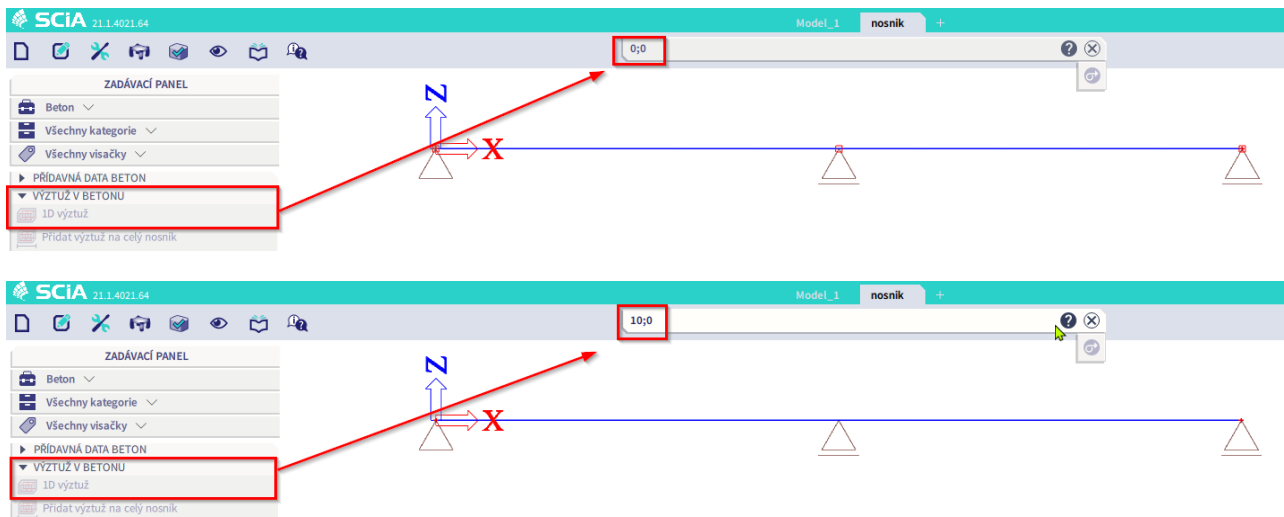 SCiA 21.1.4021.64
Model_1 nosnik +
0;0
ZADÁVACÍ PANEL
Beton
Všechny kategorie
Všechny visačky
PŘÍDAVNÁ DATA BETON
VÝZTUŽ V BETONU
1D výztuž
Přidat výztuž na celý nosník
Z
X
SCiA 21.1.4021.64
Model_1 nosnik +
10;0
ZADÁVACÍ PANEL
Beton
Všechny kategorie
Všechny visačky
PŘÍDAVNÁ DATA BETON
VÝZTUŽ V BETONU
1D výztuž
Přidat výztuž na celý nosník
Z
X